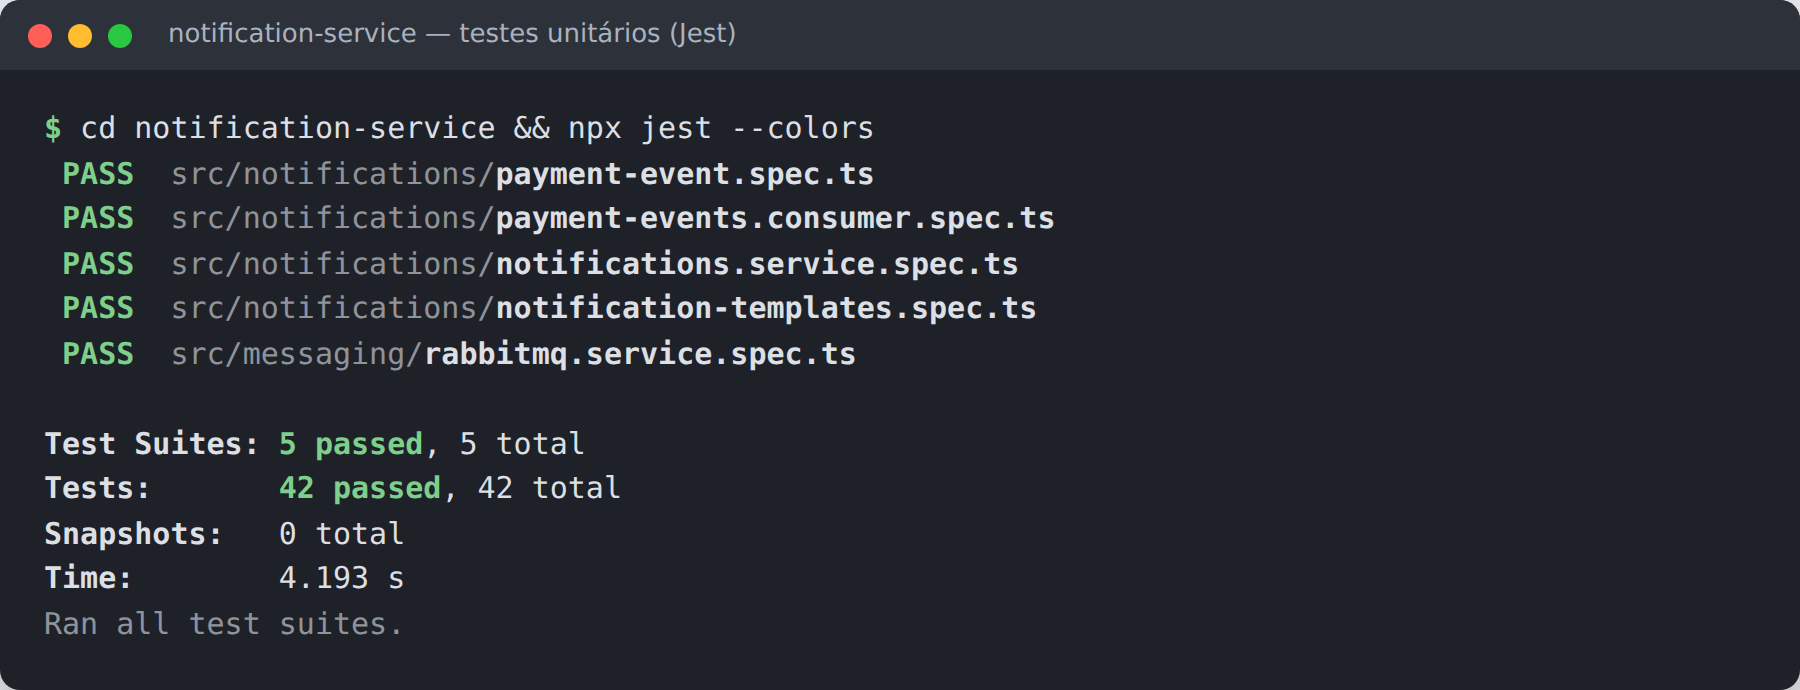 notification-service — testes unitários (Jest)
$ cd notification-service && npx jest --colors
PASS  src/notifications/payment-event.spec.ts
PASS  src/notifications/payment-events.consumer.spec.ts
PASS  src/notifications/notifications.service.spec.ts
PASS  src/notifications/notification-templates.spec.ts
PASS  src/messaging/rabbitmq.service.spec.ts
Test Suites: 5 passed, 5 total
Tests:       42 passed, 42 total
Snapshots:   0 total
Time:        4.193 s
Ran all test suites.